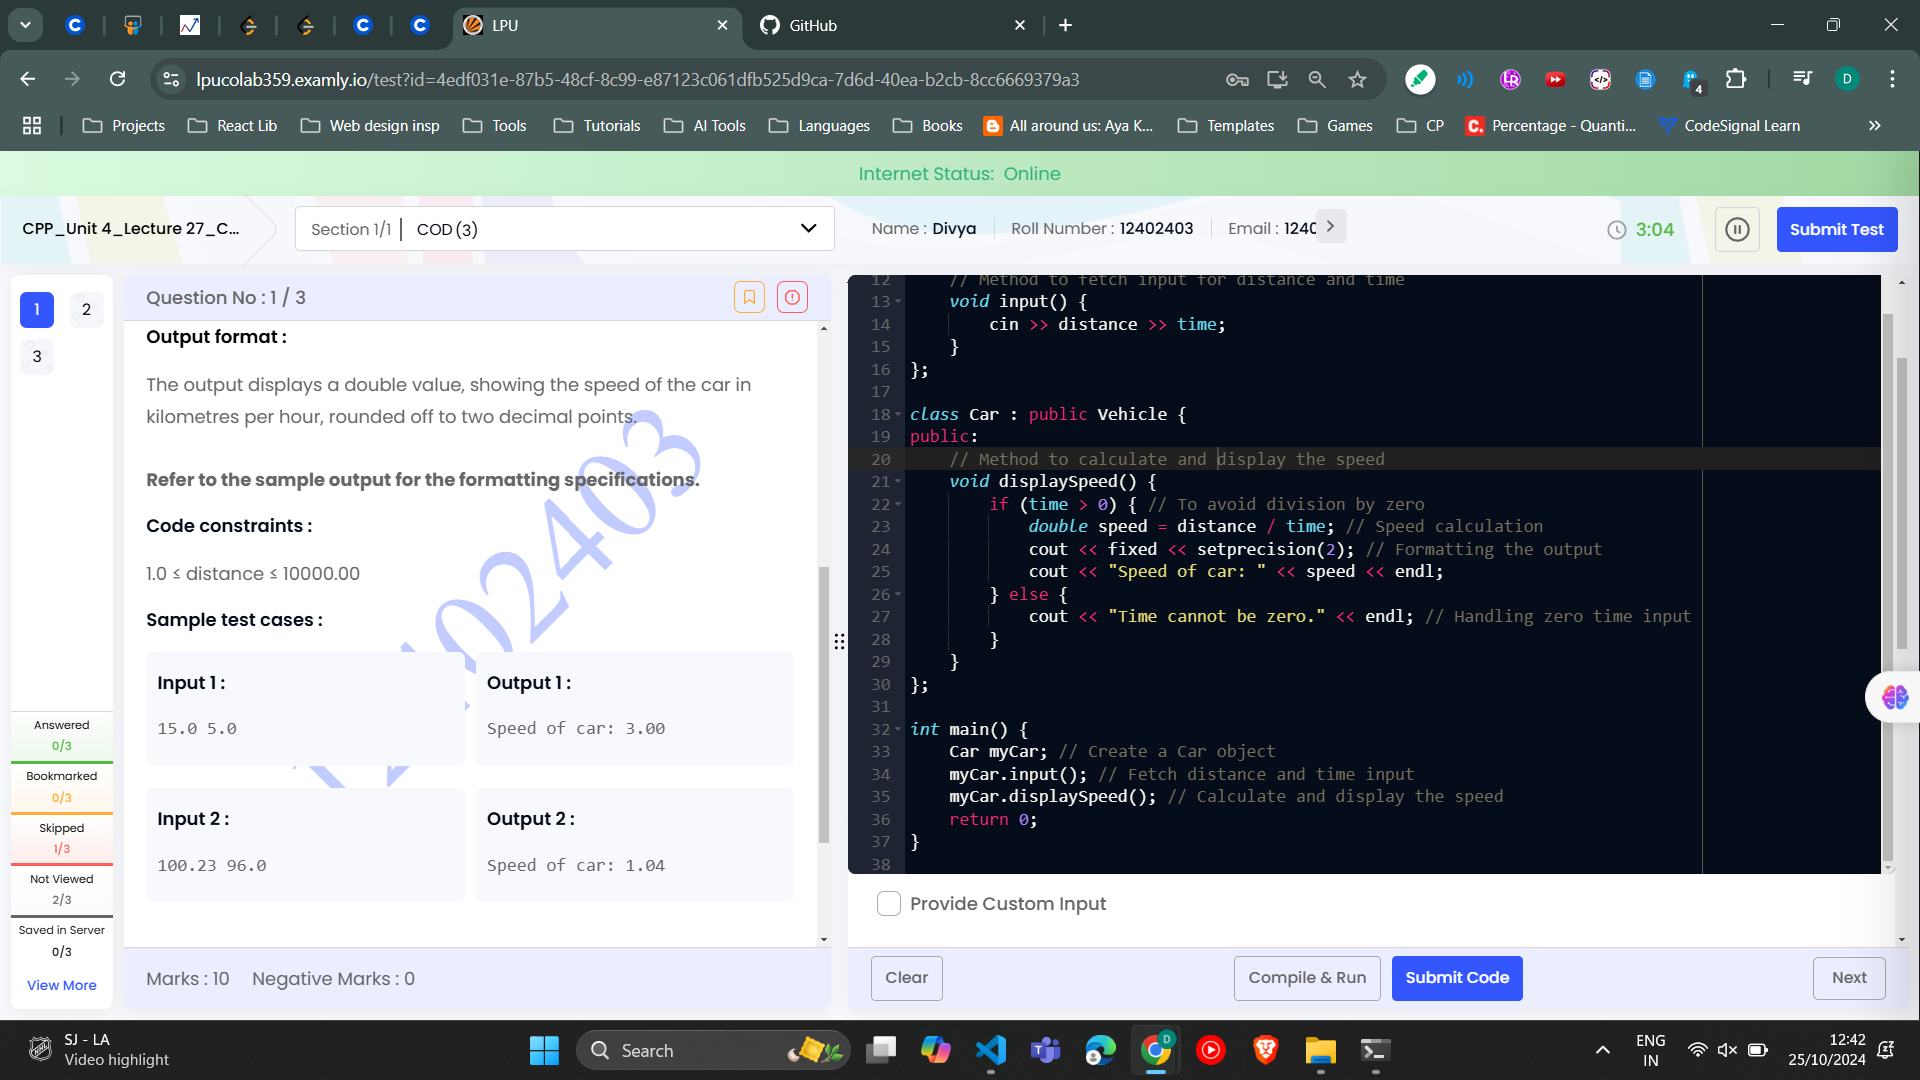 LPU
GitHub
lpucolab359.examly.io/test?id=4edf031e-87b5-48cf-8c99-e87123c061dfb525d9ca-7d6d-40ea-b2cb-8cc6669379a3
4
D
Projects
React Lib
Web design insp
Tools
Tutorials
AI Tools
Languages
Books
All around us: Aya K...
Templates
Games
CP
Percentage - Quanti...
CodeSignal Learn
Internet Status: Online
CPP_Unit 4_Lecture 27_C...
Section 1/1 | COD (3)
Name : Divya
Roll Number : 12402403
Email : 1240
3:04
Submit Test
1
2
3
Question No : 1 / 3
Output format :
The output displays a double value, showing the speed of the car in
kilometres per hour, rounded off to two decimal points.
Refer to the sample output for the formatting specifications.
Code constraints :
1.0 ≤ distance ≤ 10000.00
Sample test cases :
Input 1 :
15.0 5.0
Output 1 :
Speed of car: 3.00
Input 2 :
100.23 96.0
Output 2 :
Speed of car: 1.04
12402403
Answered
0/3
Bookmarked
0/3
Skipped
1/3
Not Viewed
2/3
Saved in Server
0/3
View More
Marks : 10
Negative Marks : 0
12 // Method to fetch input for distance and time
13 void input() {
14 cin >> distance >> time;
15 }
16 };
17
18 class Car : public Vehicle {
19 public:
20 // Method to calculate and display the speed
21 void displaySpeed() {
22 if (time > 0) { // To avoid division by zero
23 double speed = distance / time; // Speed calculation
24 cout << fixed << setprecision(2); // Formatting the output
25 cout << "Speed of car: " << speed << endl;
26 } else {
27 cout << "Time cannot be zero." << endl; // Handling zero time input
28 }
29 }
30 };
31
32 int main() {
33 Car myCar; // Create a Car object
34 myCar.input(); // Fetch distance and time input
35 myCar.displaySpeed(); // Calculate and display the speed
36 return 0;
37 }
38
Provide Custom Input
Clear
Compile & Run
Submit Code
Next
SJ - LA
Video highlight
Search
D
ENG
IN
12:42
25/10/2024